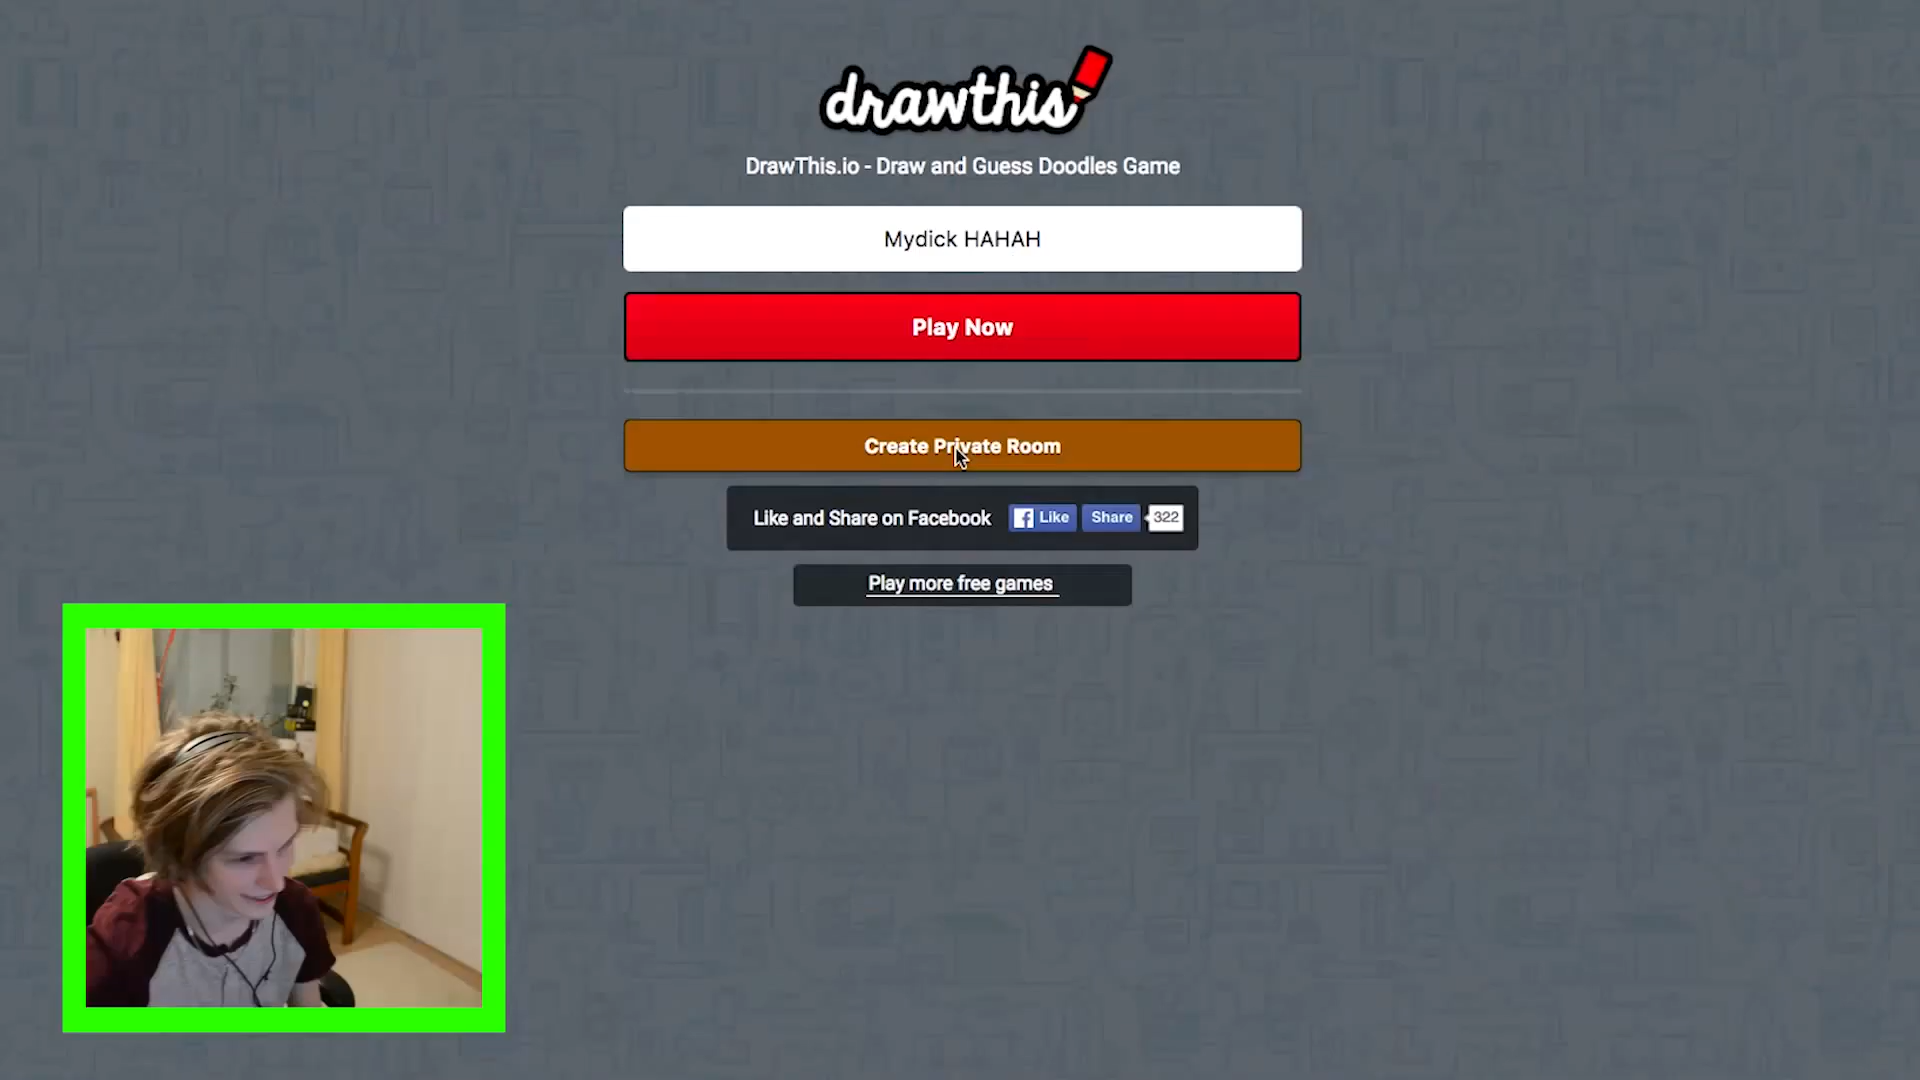 drawthis
DrawThis.io - Draw and Guess Doodles Game
Mydick HAHAH
Play Now
Create Private Room
Like and Share on Facebook f Like Share 322
Play more free games